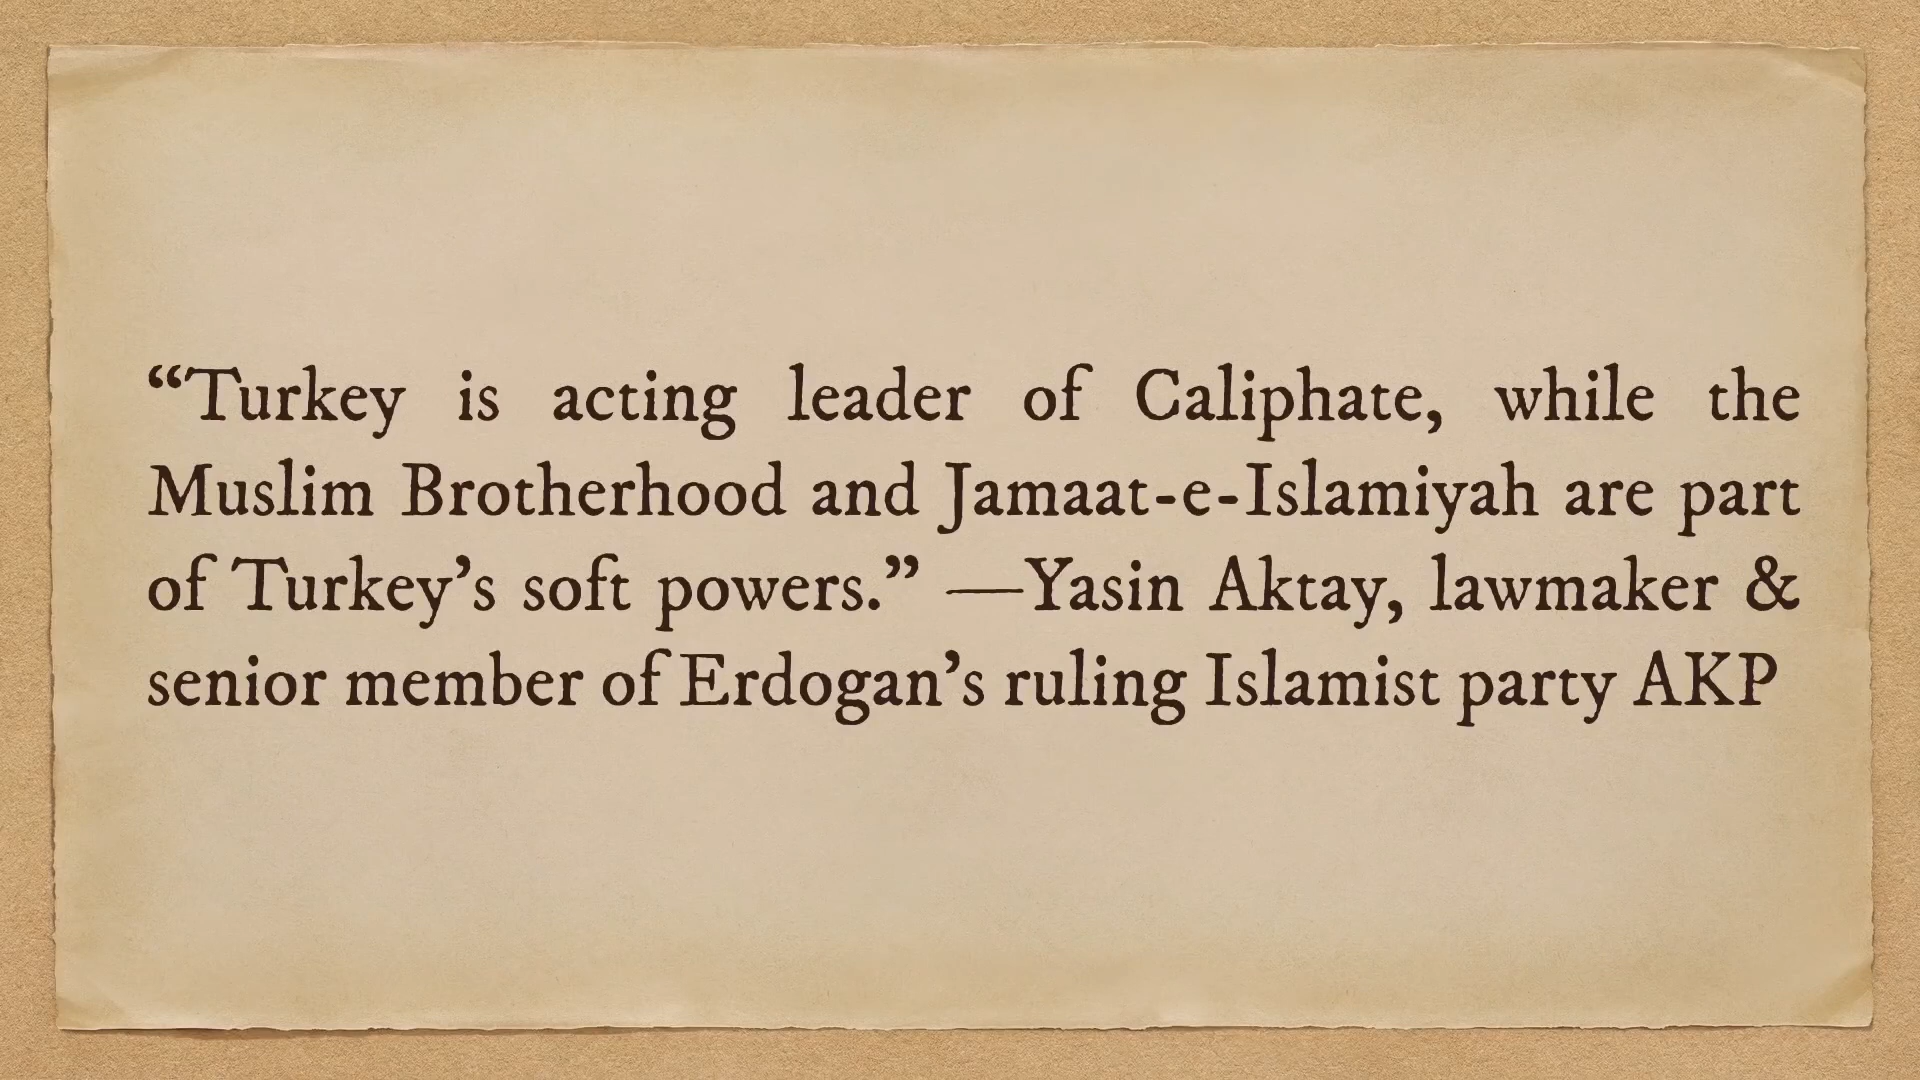 “Turkey is acting leader of Caliphate, while the
Muslim Brotherhood and Jamaat-e-Islamiyah are part
of Turkey’s soft powers.” —Yasin Aktay, lawmaker &
senior member of Erdogan’s ruling Islamist party AKP